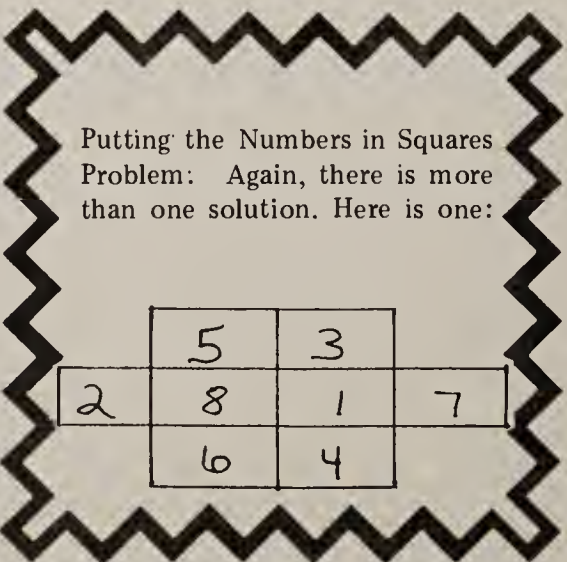 Putting the Numbers in Squares
Problem: Again, there is more
than one solution. Here is one:
5 3
2 8 1 7
6 4